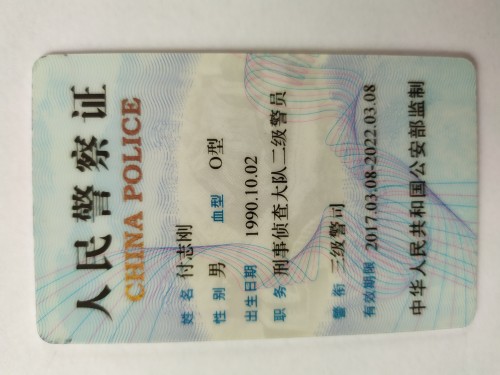 人民警察证
CHINA POLICE
姓 名 付志刚
性 别 男 血型 O型
出生日期 1990.10.02
职 务 刑事侦查大队二级警员
警 衔 三级警司
有效期限 2017.03.08-2022.03.08
中华人民共和国公安部监制